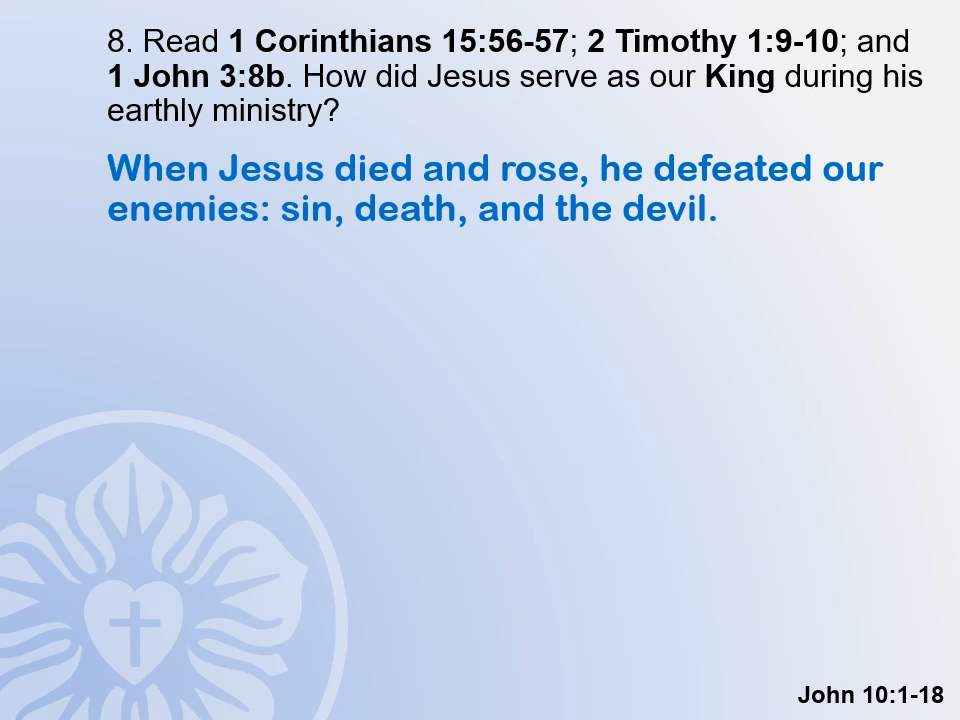 8. Read 1 Corinthians 15:56-57; 2 Timothy 1:9-10; and
1 John 3:8b. How did Jesus serve as our King during his
earthly ministry?
When Jesus died and rose, he defeated our
enemies: sin, death, and the devil.
John 10:1-18